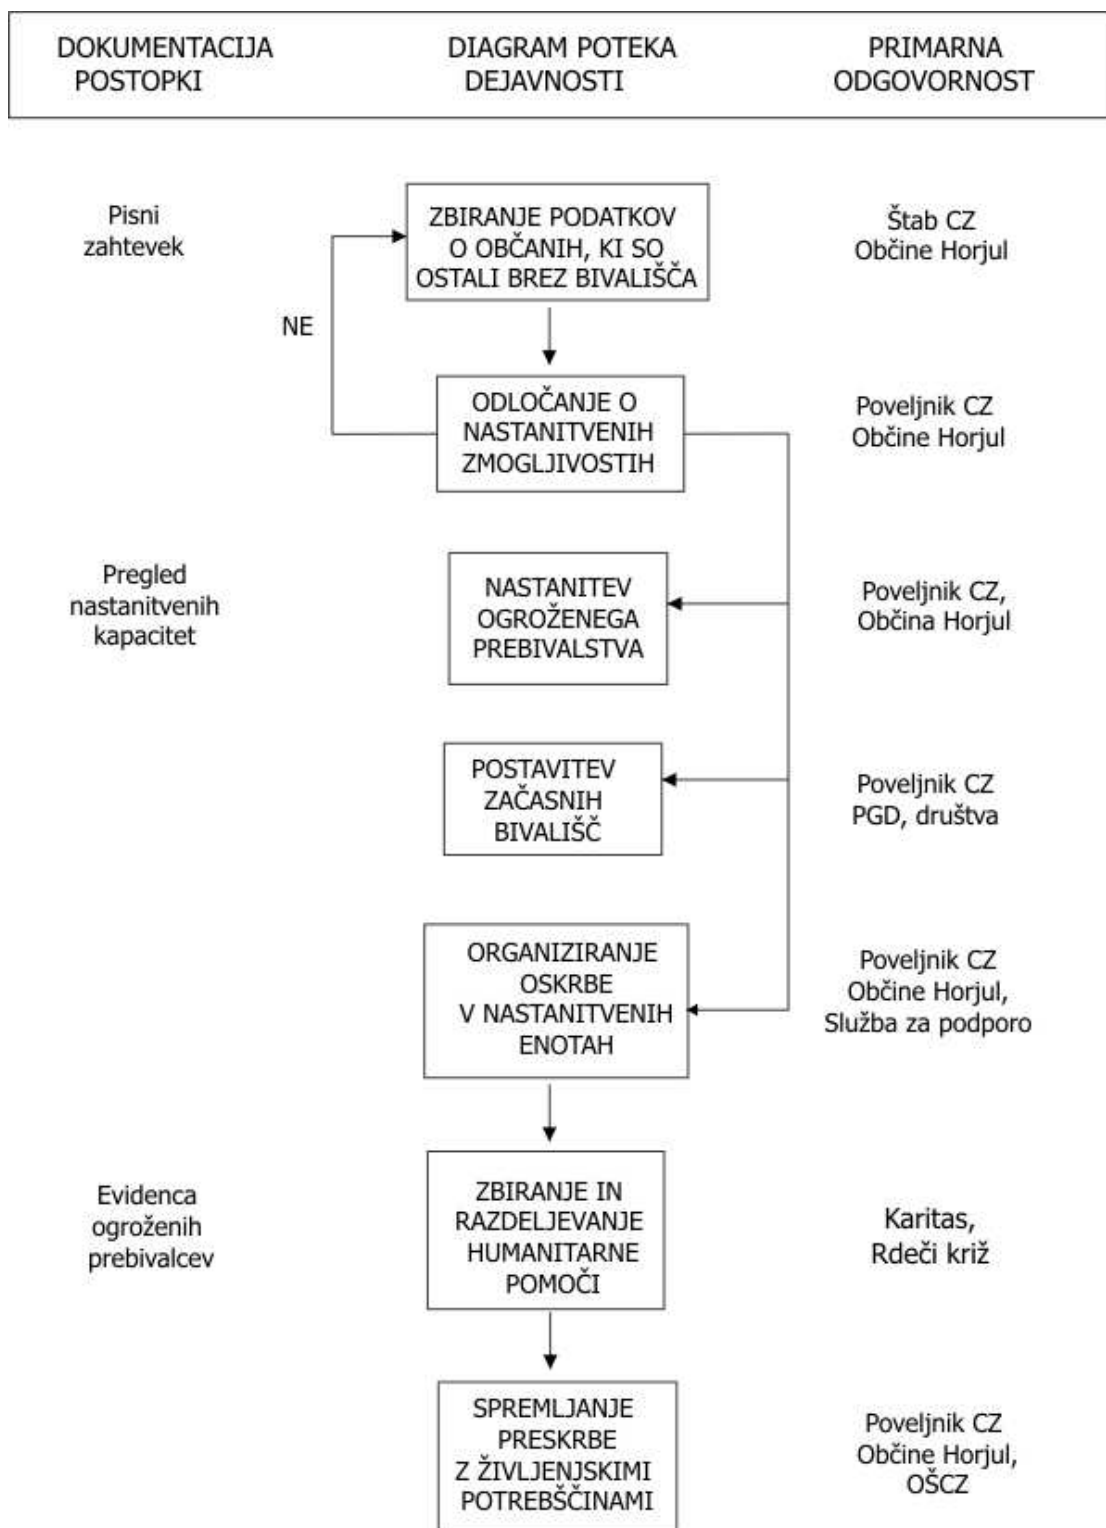 DOKUMENTACIJA
POSTOPKI
DIAGRAM POTEKA
DEJAVNOSTI
PRIMARNA
ODGOVORNOST
Pisni
zahtevek
ZBIRANJE PODATKOV
O OBČANIH, KI SO
OSTALI BREZ BIVALIŠČA
Štab CZ
Občine Horjul
NE
ODLOČANJE O
NASTANITVENIH
ZMOGLJIVOSTIH
Poveljnik CZ
Občine Horjul
Pregled
nastanitvenih
kapacitet
NASTANITEV
OGROŽENEGA
PREBIVALSTVA
Poveljnik CZ,
Občina Horjul
POSTAVITEV
ZAČASNIH
BIVALIŠČ
Poveljnik CZ
PGD, društva
ORGANIZIRANJE
OSKRBE
V NASTANITVENIH
ENOTAH
Poveljnik CZ
Občine Horjul,
Služba za podporo
Evidenca
ogroženih
prebivalcev
ZBIRANJE IN
RAZDELJEVANJE
HUMANITARNE
POMOČI
Karitas,
Rdeči križ
SPREMLJANJE
PRESKRBE
Z ŽIVLJENJSKIMI
POTREBŠČINAMI
Poveljnik CZ
Občine Horjul,
OŠCZ